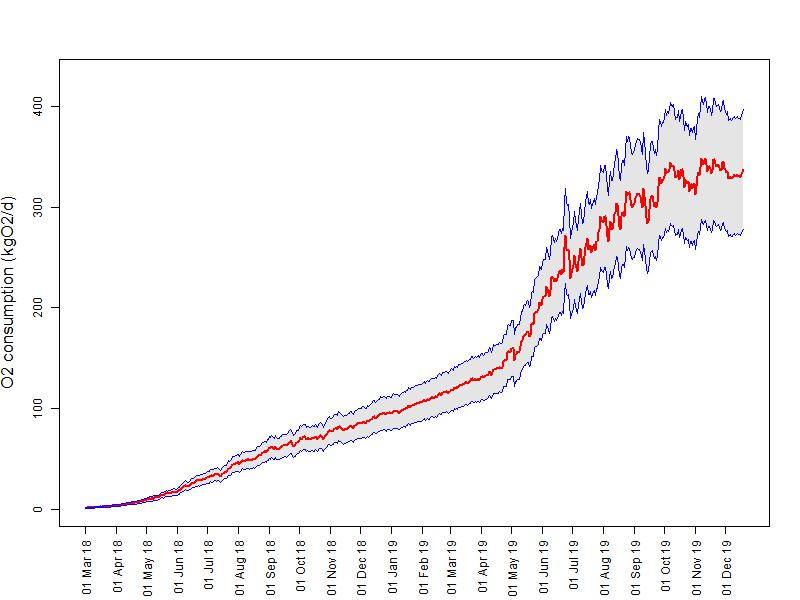 O2 consumption (kgO2/d)
400
300
200
100
0
01 Mar 18
01 Apr 18
01 May 18
01 Jun 18
01 Jul 18
01 Aug 18
01 Sep 18
01 Oct 18
01 Nov 18
01 Dec 18
01 Jan 19
01 Feb 19
01 Mar 19
01 Apr 19
01 May 19
01 Jun 19
01 Jul 19
01 Aug 19
01 Sep 19
01 Oct 19
01 Nov 19
01 Dec 19